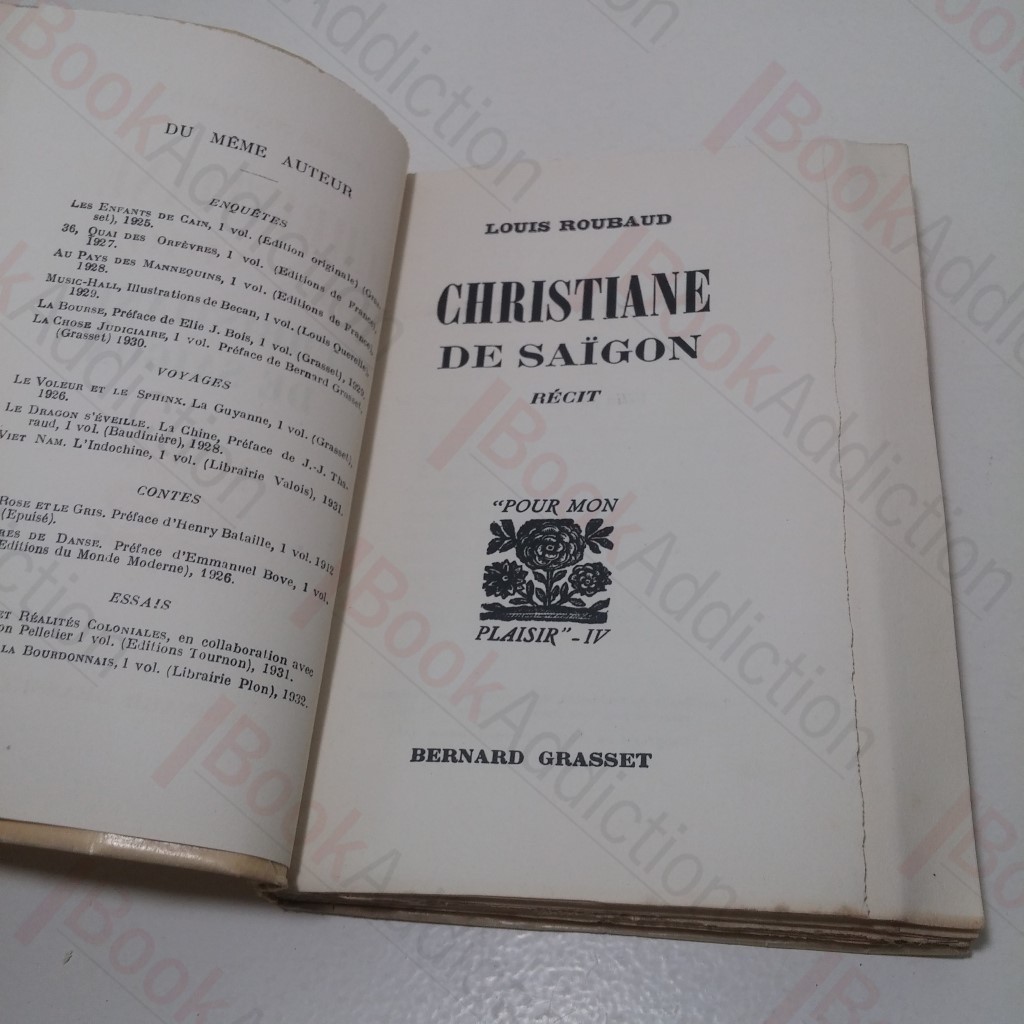 DU MÊME AUTEUR
ENQUÊTES
LES ENFANTS DE CAIN, 1 vol. (Edition originale) (Gras-
set), 1925.
36, QUAI DES ORFÈVRES, 1 vol. (Editions de France),
1927.
AU PAYS DES MANNEQUINS, 1 vol. (Editions de France),
1928.
MUSIC-HALL, Illustrations de Becan, 1 vol. (Louis Querelle),
1929.
LA BOURSE, Préface de Elie J. Bois, 1 vol. (Grasset), 1929.
LA CHOSE JUDICIAIRE, 1 vol. Préface de Bernard Grasset,
(Grasset) 1930.
VOYAGES
LE VOLEUR ET LE SPHINX. La Guyanne, 1 vol. (Grasset),
1926.
LE DRAGON S'ÉVEILLE. La Chine, Préface de J.-J. Tha-
raud, 1 vol. (Baudinière), 1928.
VIET NAM. L'Indochine, 1 vol. (Librairie Valois), 1931.
CONTES
ROSE ET LE GRIS. Préface d'Henry Bataille, 1 vol. 1912
(Epuisé).
RES DE DANSE. Préface d'Emmanuel Bove, 1 vol.
Editions du Monde Moderne), 1926.
ESSAIS
ET RÉALITÉS COLONIALES, en collaboration avec
on Pelletier 1 vol. (Editions Tournon), 1931.
LA BOURDONNAIS, 1 vol. (Librairie Plon), 1932.
LOUIS ROUBAUD
CHRISTIANE
DE SAÏGON
RÉCIT
"POUR MON
PLAISIR" - IV
BERNARD GRASSET
BookAddiction